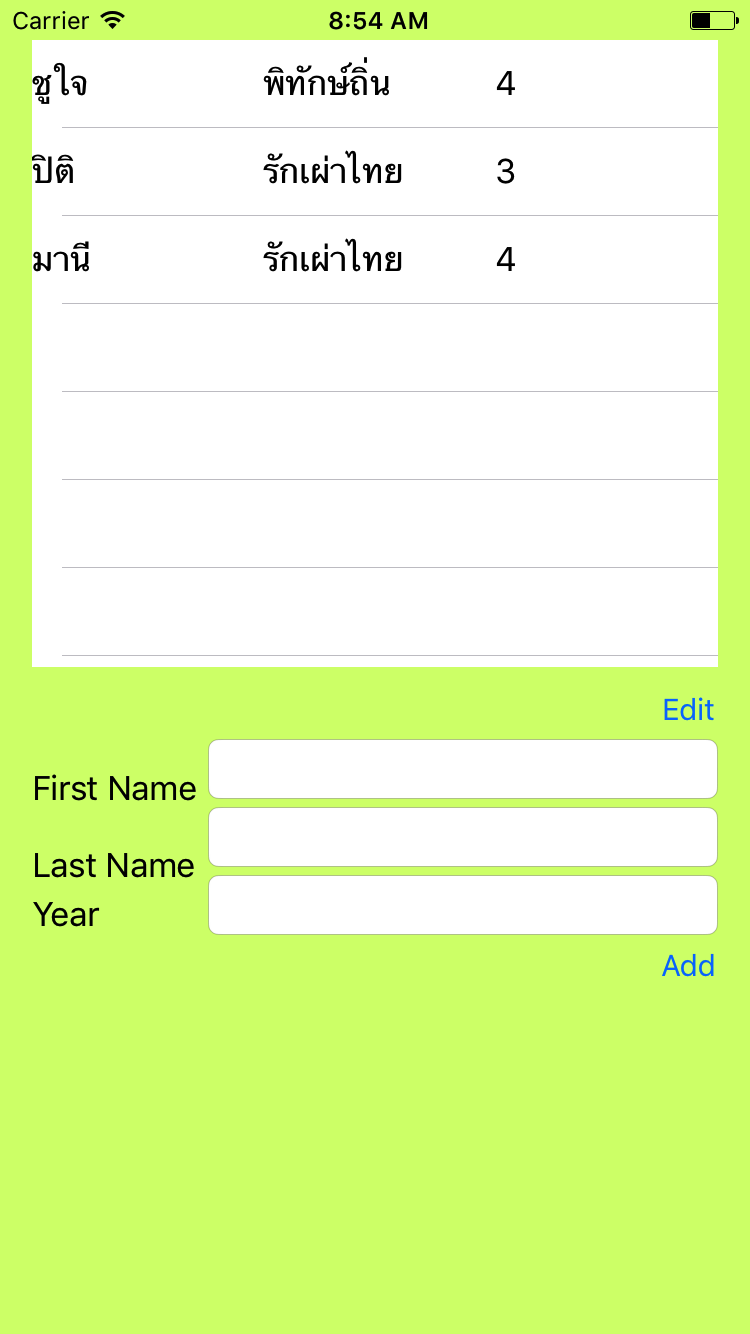 Carrier 8:54 AM
ชูใจ พิทักษ์ถิ่น 4
ปิติ รักเผ่าไทย 3
มานี รักเผ่าไทย 4
Edit
First Name
Last Name
Year
Add